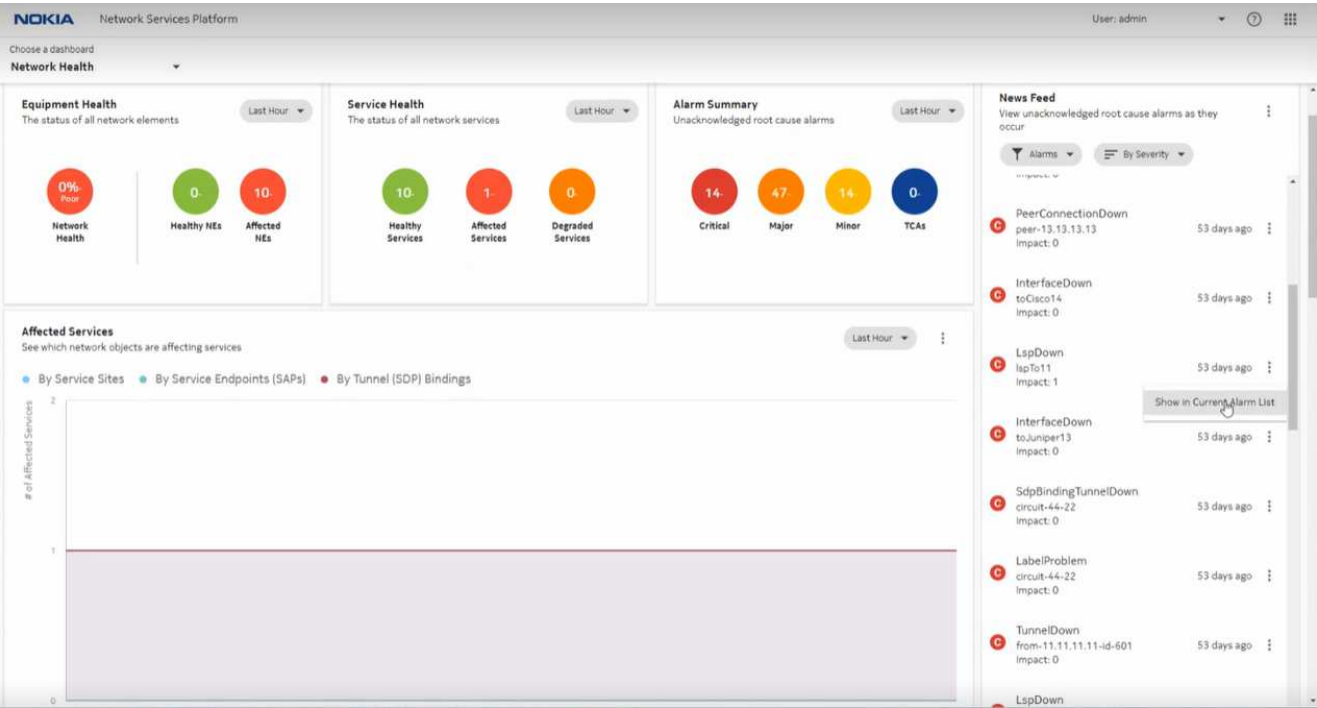 NOKIA Network Services Platform
User: admin
Choose a dashboard
Network Health
Equipment Health
The status of all network elements
Last Hour
0%
Poor
Network
Health
0
Healthy NEs
10
Affected
NEs
Service Health
The status of all network services
Last Hour
10
Healthy
Services
1
Affected
Services
0
Degraded
Services
Alarm Summary
Unacknowledged root cause alarms
Last Hour
14
Critical
47
Major
14
Minor
0
TCAs
Affected Services
See which network objects are affecting services
Last Hour
By Service Sites
By Service Endpoints (SAPs)
By Tunnel (SDP) Bindings
# of Affected Services
2
1
0
News Feed
View unacknowledged root cause alarms as they
occur
Alarms
By Severity
Impact: 0
C
PeerConnectionDown
peer-13.13.13.13
Impact: 0
53 days ago
C
InterfaceDown
toCisco14
Impact: 0
53 days ago
C
LspDown
lspTo11
Impact: 1
53 days ago
Show in Current Alarm List
C
InterfaceDown
toJuniper13
Impact: 0
53 days ago
C
SdpBindingTunnelDown
circuit-44-22
Impact: 0
53 days ago
C
LabelProblem
circuit-44-22
Impact: 0
53 days ago
C
TunnelDown
from-11.11.11.11-id-601
Impact: 0
53 days ago
LspDown